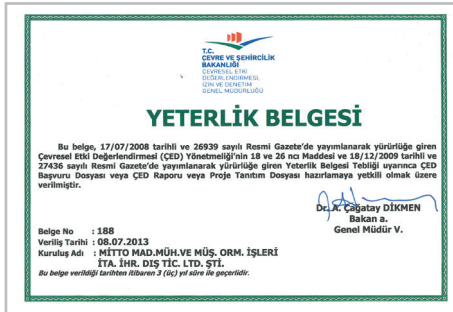 T.C.
ÇEVRE VE ŞEHİRCİLİK
BAKANLIĞI
ÇEVRESEL ETKİ
DEĞERLENDİRMESİ,
İZİN VE DENETİM
GENEL MÜDÜRLÜĞÜ
YETERLİK BELGESİ
Bu belge, 17/07/2008 tarihli ve 26939 sayılı Resmi Gazete'de yayımlanarak yürürlüğe giren
Çevresel Etki Değerlendirmesi (ÇED) Yönetmeliği'nin 18 ve 26 ncı Maddesi ve 18/12/2009 tarihli ve
27436 sayılı Resmi Gazete'de yayımlanarak yürürlüğe giren Yeterlik Belgesi Tebliği uyarınca ÇED
Başvuru Dosyası veya ÇED Raporu veya Proje Tanıtım Dosyası hazırlamaya yetkili olmak üzere
verilmiştir.
Dr. A. Çağatay DİKMEN
Bakan a.
Genel Müdür V.
Belge No : 188
Veriliş Tarihi : 08.07.2013
Kuruluş Adı : MİTTO MAD.MÜH.VE MÜŞ. ORM. İŞLERİ
İTA. İHR. DIŞ TİC. LTD. ŞTİ.
Bu belge verildiği tarihten itibaren 3 (üç) yıl süre ile geçerlidir.